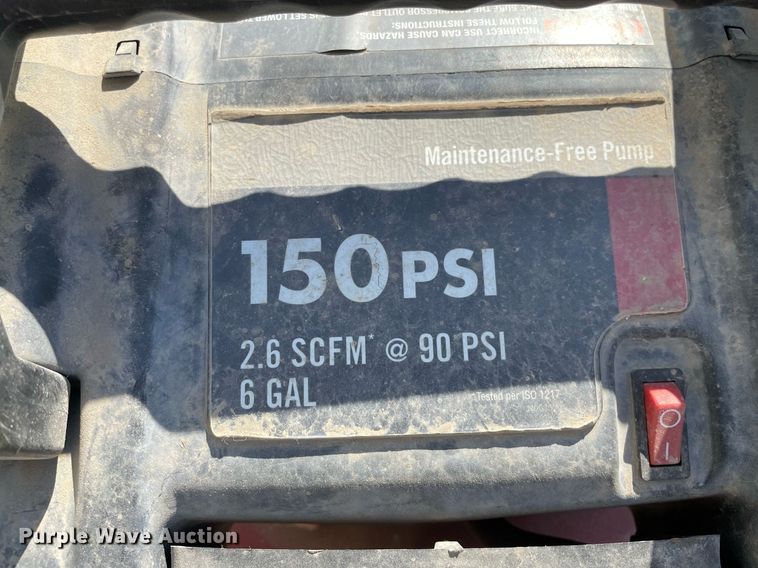 INCORRECT USE CAN CAUSE HAZARDS.
FOLLOW THESE INSTRUCTIONS:
Maintenance-Free Pump
150 PSI
2.6 SCFM* @ 90 PSI
6 GAL
*Tested per ISO 1217
O
I
Purple Wave Auction